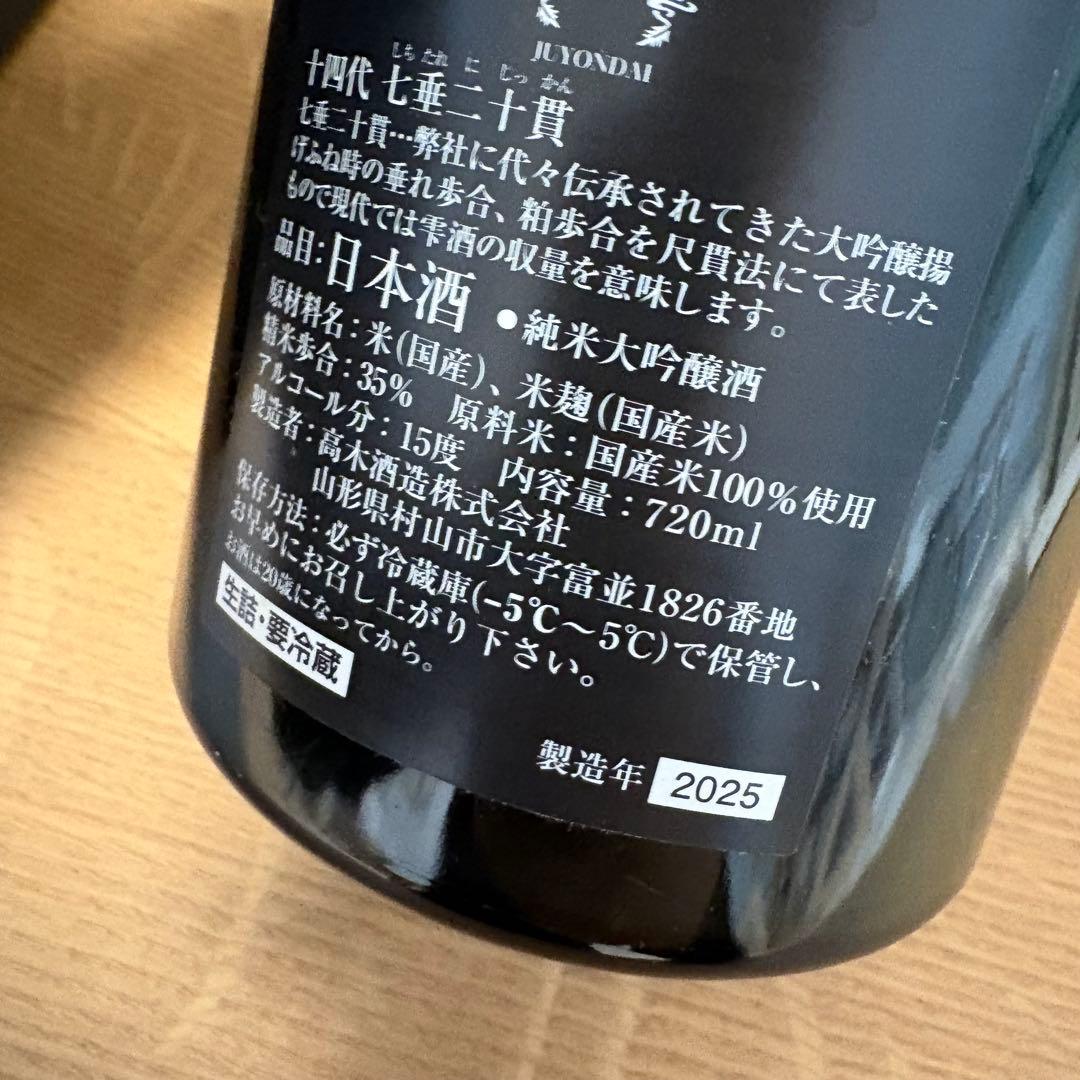 JUYONDAI
しちたれ に じっ かん
十四代 七垂二十貫
七垂二十貫…弊社に代々伝承されてきた大吟醸揚
げふね時の垂れ歩合、粕歩合を尺貫法にて表した
もので現代では雫酒の収量を意味します。
品目:日本酒 ●純米大吟醸酒
原材料名:米(国産)、米麹(国産米)
精米歩合:35% 原料米:国産米100%使用
アルコール分:15度 内容量:720ml
製造者:高木酒造株式会社
山形県村山市大字富並1826番地
保存方法:必ず冷蔵庫(-5℃〜5℃)で保管し、
お早めにお召し上がり下さい。
お酒は20歳になってから。
生詰・要冷蔵
製造年 2025